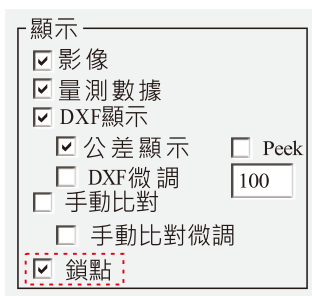 顯示
影像
量測數據
DXF顯示
公差顯示 Peek
DXF微調 100
手動比對
手動比對微調
鎖點